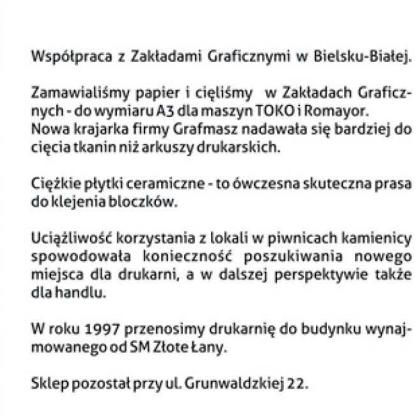 Współpraca z Zakładami Graficznymi w Bielsku-Białej.
Zamawialiśmy papier i cięliśmy w Zakładach Graficz-
nych - do wymiaru A3 dla maszyn TOKO i Romayor.
Nowa krajarka firmy Grafmasz nadawała się bardziej do
cięcia tkanin niż arkuszy drukarskich.
Ciężkie płytki ceramiczne - to ówczesna skuteczna prasa
do klejenia bloczków.
Uciążliwość korzystania z lokali w piwnicach kamienicy
spowodowała konieczność poszukiwania nowego
miejsca dla drukarni, a w dalszej perspektywie także
dla handlu.
W roku 1997 przenosimy drukarnię do budynku wynaj-
mowanego od SM Złote Łany.
Sklep pozostał przy ul. Grunwaldzkiej 22.